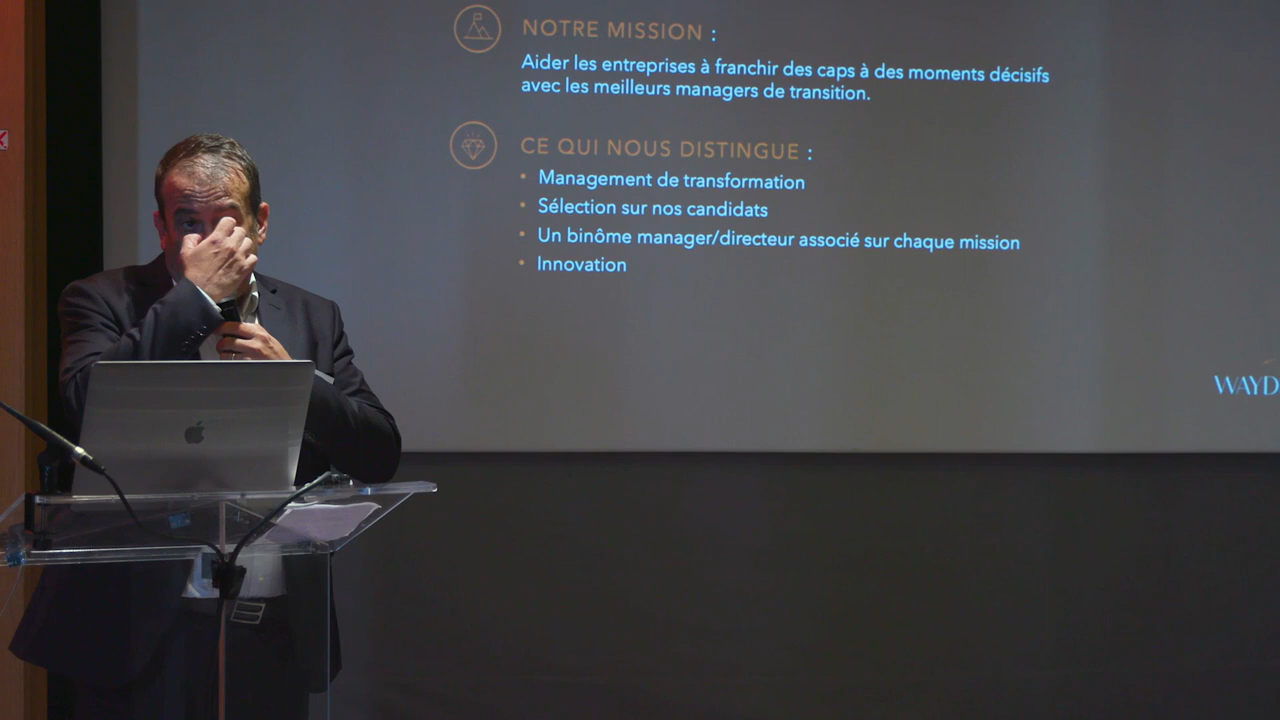 NOTRE MISSION :
Aider les entreprises à franchir des caps à des moments décisifs
avec les meilleurs managers de transition.
CE QUI NOUS DISTINGUE :
• Management de transformation
• Sélection sur nos candidats
• Un binôme manager/directeur associé sur chaque mission
• Innovation
WAYD